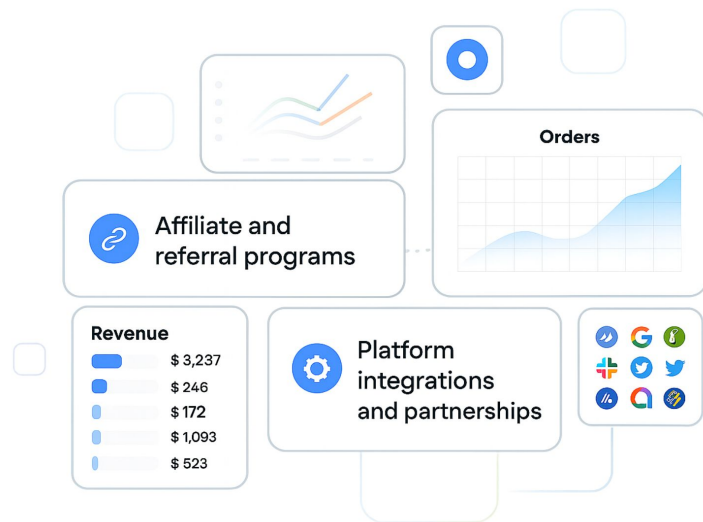 Orders
Affiliate and
referral programs
Revenue
$ 3,237
$ 246
$ 172
$ 1,093
$ 523
Platform
integrations
and partnerships